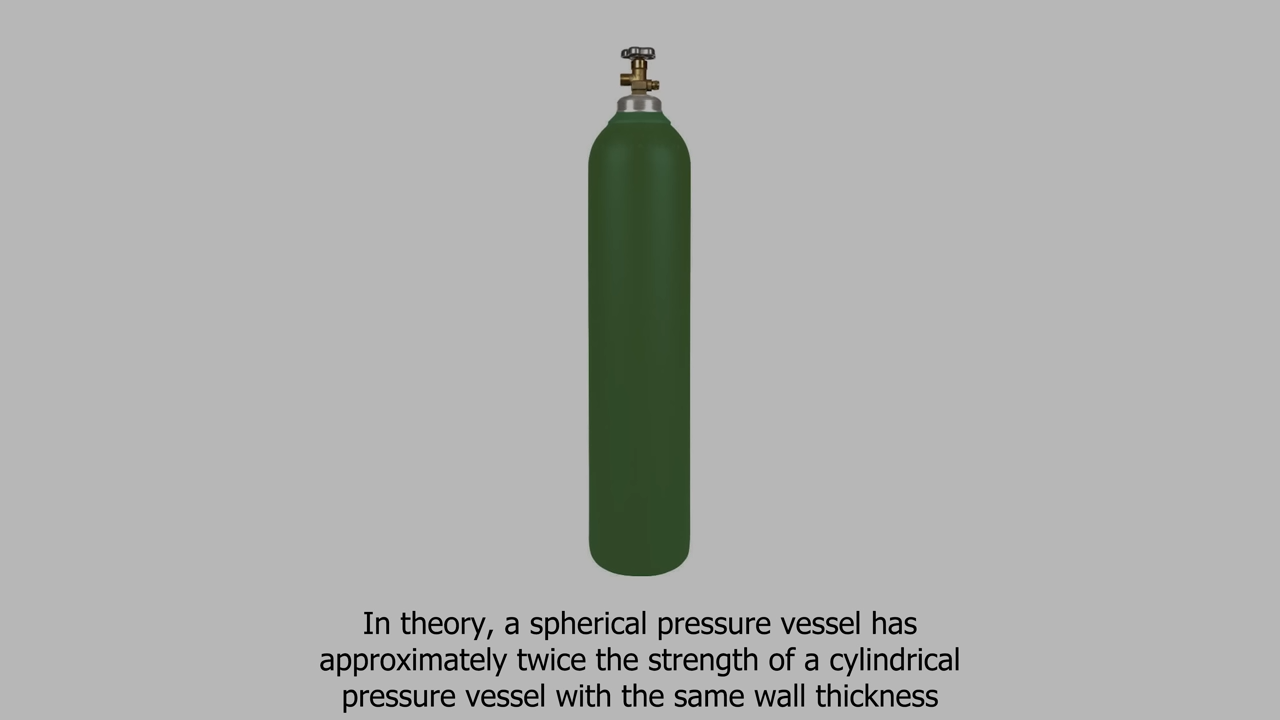 In theory, a spherical pressure vessel has
approximately twice the strength of a cylindrical
pressure vessel with the same wall thickness